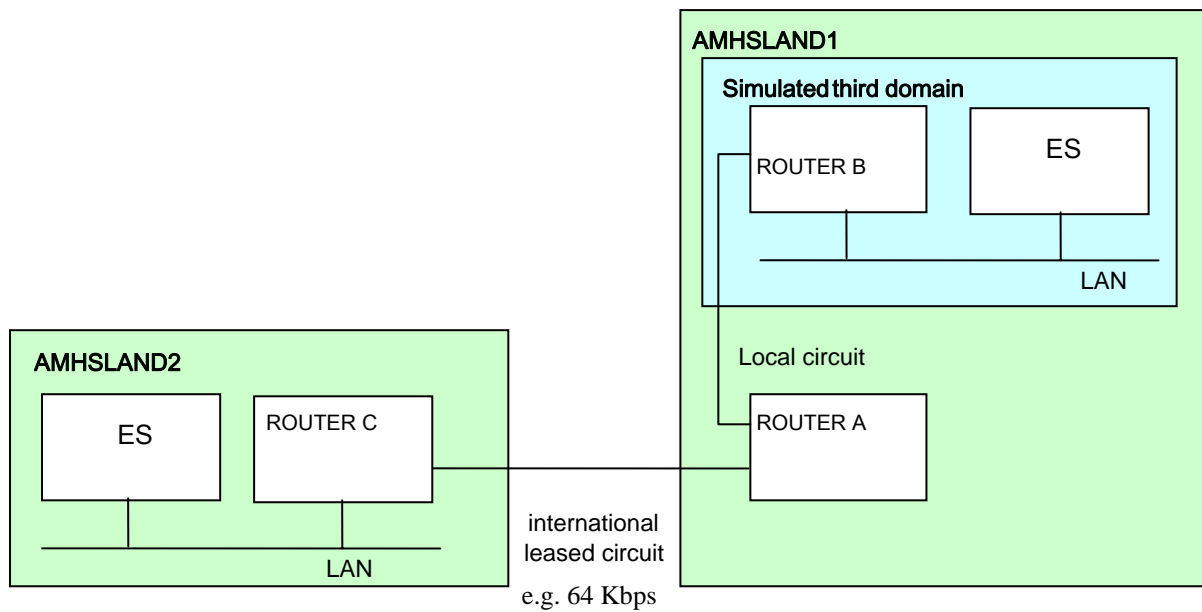 AMHSLAND1
Simulated third domain
ROUTER B
ES
LAN
Local circuit
ROUTER A
AMHSLAND2
ES
ROUTER C
LAN
international
leased circuit
e.g. 64 Kbps